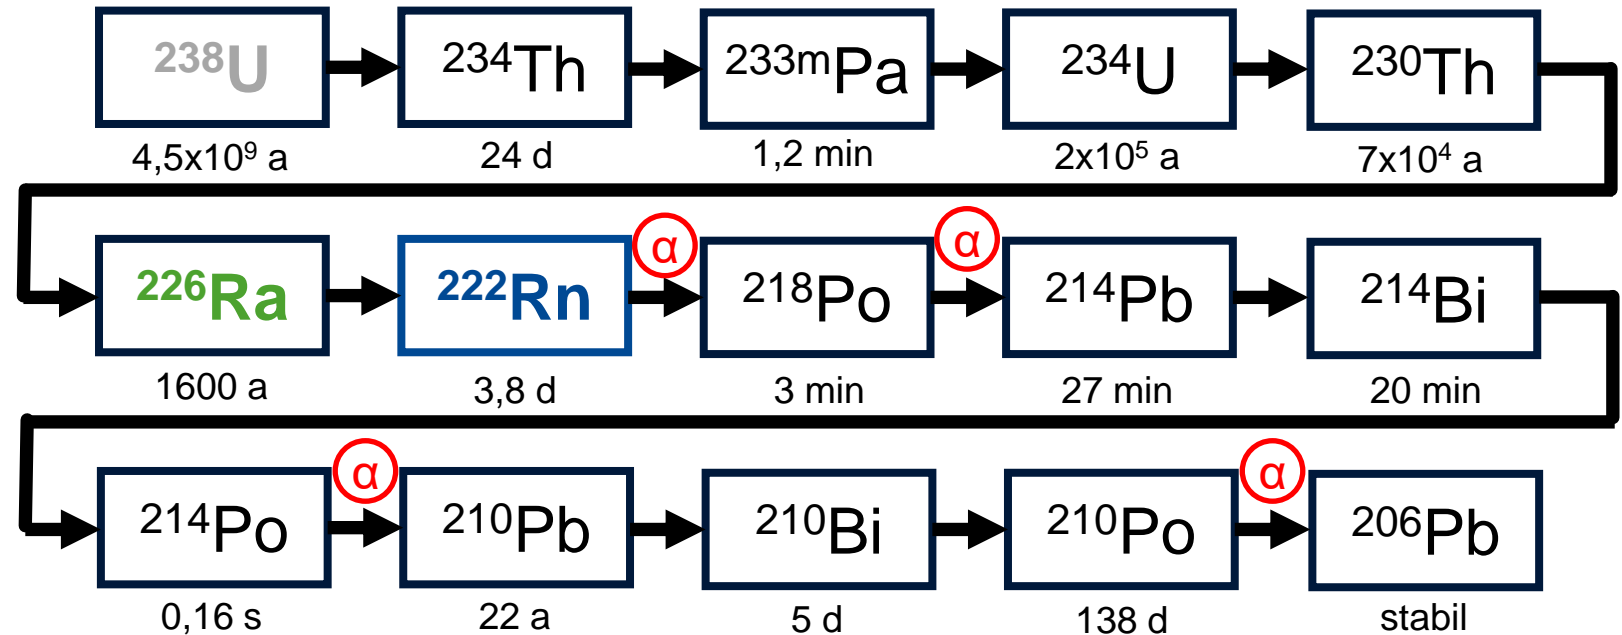 ²³⁸U ²³⁴Th ²³³ᵐPa ²³⁴U ²³⁰Th
4,5x10⁹ a 24 d 1,2 min 2x10⁵ a 7x10⁴ a
α α
²²⁶Ra ²²²Rn ²¹⁸Po ²¹⁴Pb ²¹⁴Bi
1600 a 3,8 d 3 min 27 min 20 min
α α
²¹⁴Po ²¹⁰Pb ²¹⁰Bi ²¹⁰Po ²⁰⁶Pb
0,16 s 22 a 5 d 138 d stabil